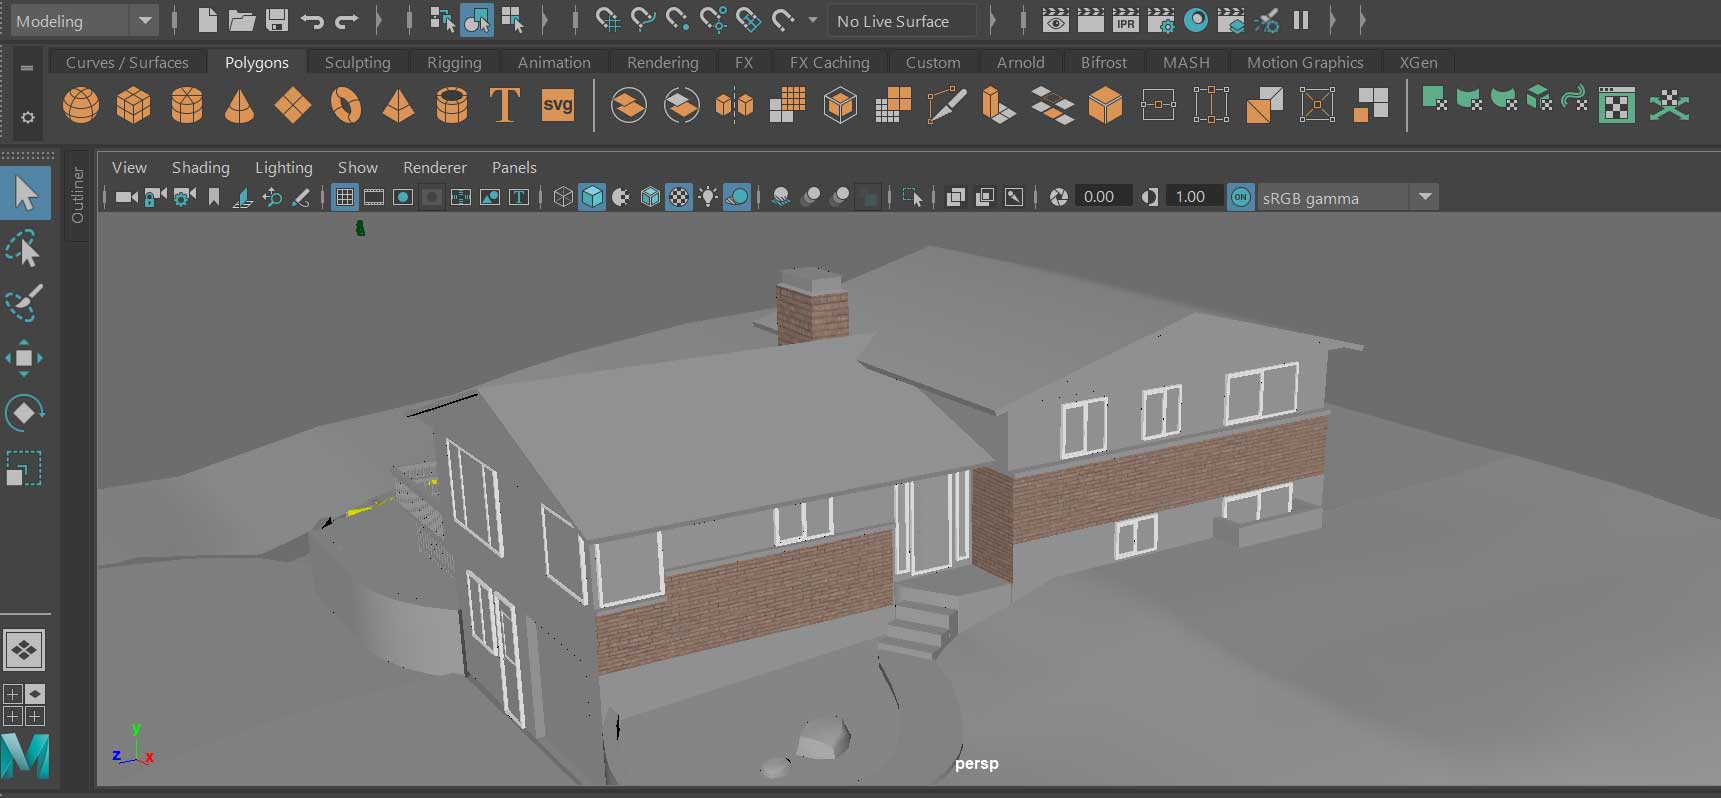 Modeling No Live Surface IPR
Curves / Surfaces Polygons Sculpting Rigging Animation Rendering FX FX Caching Custom Arnold Bifrost MASH Motion Graphics XGen
T svg
View Shading Lighting Show Renderer Panels
Outliner
T 0.00 1.00 ON sRGB gamma
y
z x
persp
M